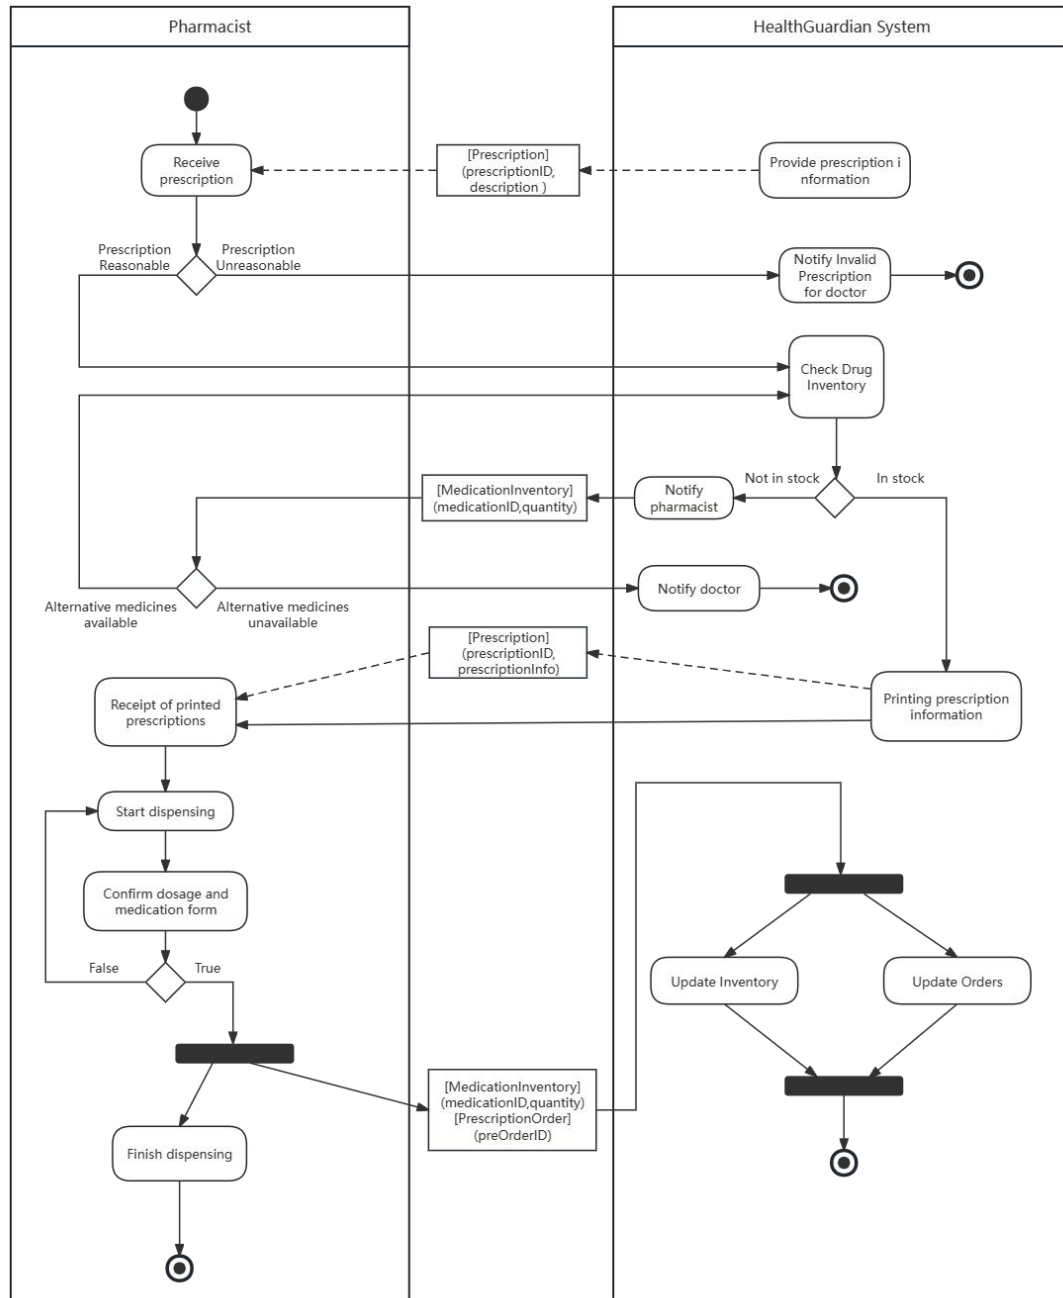 Pharmacist
HealthGuardian System
Receive
prescription
[Prescription]
(prescriptionID,
description )
Provide prescription i
nformation
Prescription
Reasonable
Prescription
Unreasonable
Notify Invalid
Prescription
for doctor
Check Drug
Inventory
Not in stock
In stock
Notify
pharmacist
[MedicationInventory]
(medicationID,quantity)
Alternative medicines
available
Alternative medicines
unavailable
Notify doctor
[Prescription]
(prescriptionID,
prescriptionInfo)
Receipt of printed
prescriptions
Printing prescription
information
Start dispensing
Confirm dosage and
medication form
False
True
Update Inventory
Update Orders
[MedicationInventory]
(medicationID,quantity)
[PrescriptionOrder]
(preOrderID)
Finish dispensing